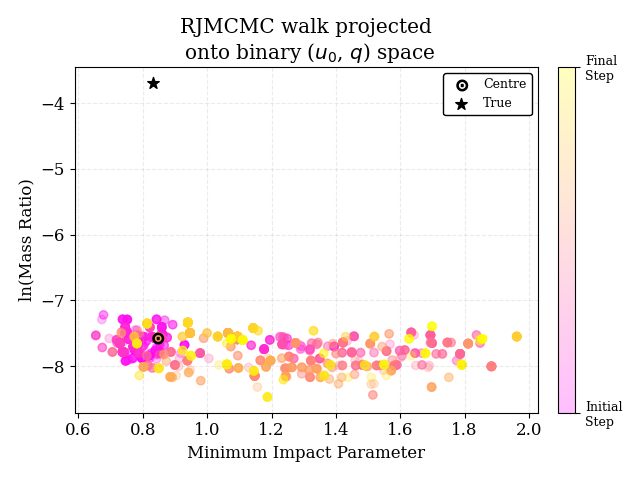 RJMCMC walk projected
onto binary (u₀, q) space
Centre
True
Final
Step
Initial
Step
ln(Mass Ratio)
−4
−5
−6
−7
−8
0.6 0.8 1.0 1.2 1.4 1.6 1.8 2.0
Minimum Impact Parameter